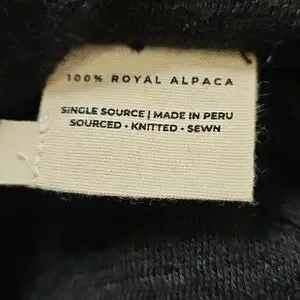 100% ROYAL ALPACA
SINGLE SOURCE | MADE IN PERU
SOURCED • KNITTED • SEWN